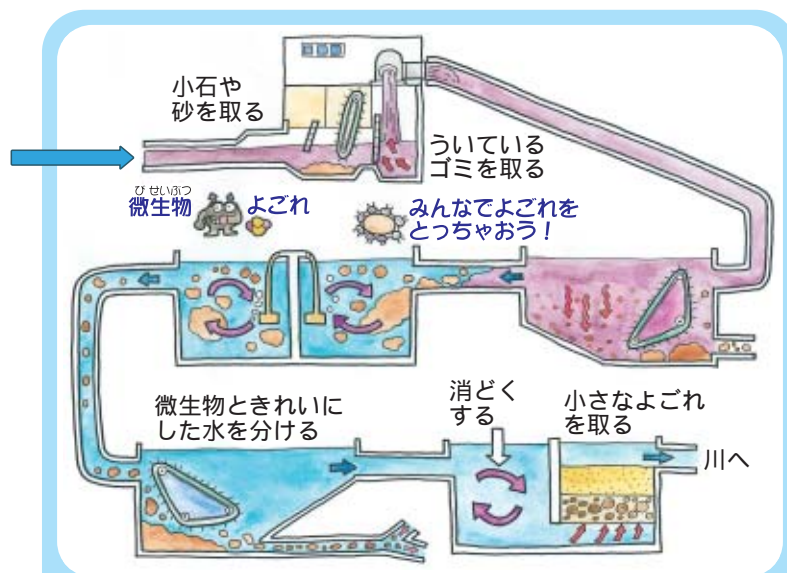 小石や
砂を取る
ういている
ゴミを取る
びせいぶつ
微生物
よごれ
みんなでよごれを
とっちゃおう!
微生物ときれいに
した水を分ける
消どく
する
小さなよごれ
を取る
川へ